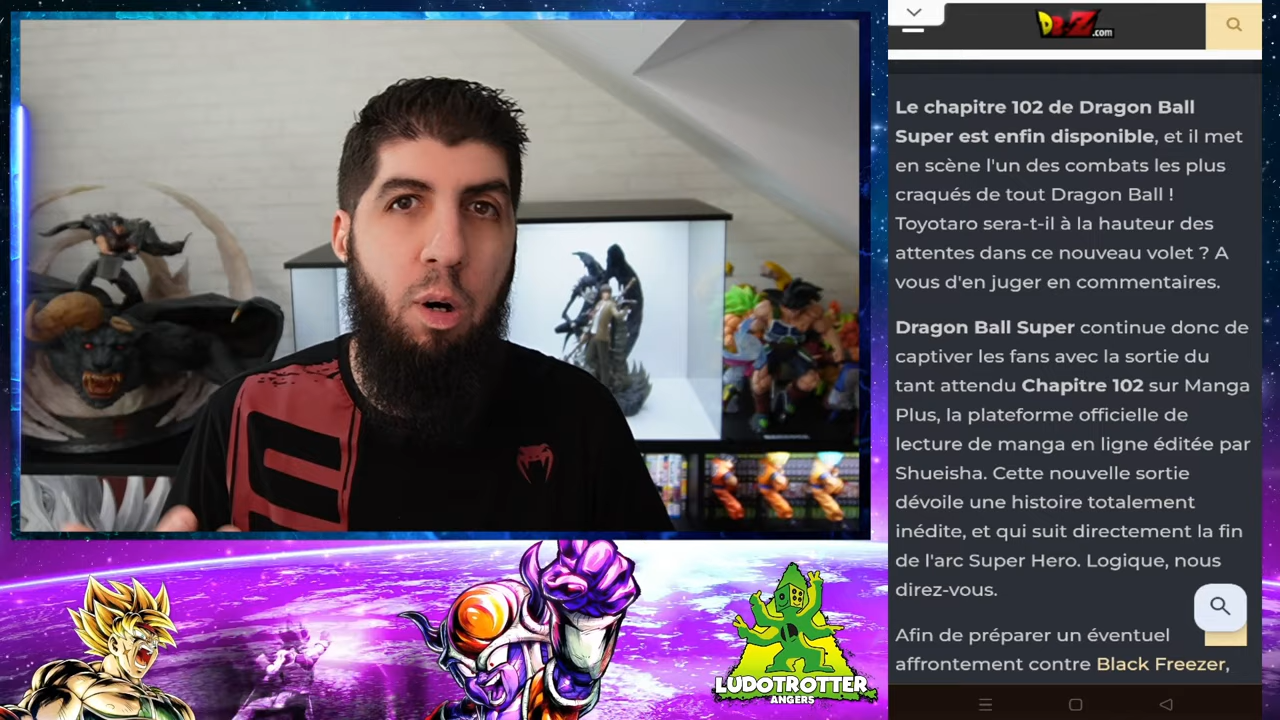 DBZ.com
Le chapitre 102 de Dragon Ball
Super est enfin disponible, et il met
en scène l'un des combats les plus
craqués de tout Dragon Ball !
Toyotaro sera-t-il à la hauteur des
attentes dans ce nouveau volet ? A
vous d'en juger en commentaires.
Dragon Ball Super continue donc de
captiver les fans avec la sortie du
tant attendu Chapitre 102 sur Manga
Plus, la plateforme officielle de
lecture de manga en ligne éditée par
Shueisha. Cette nouvelle sortie
dévoile une histoire totalement
inédite, et qui suit directement la fin
de l'arc Super Hero. Logique, nous
direz-vous.
Afin de préparer un éventuel
affrontement contre Black Freezer,
LUDOTROTTER
ANGERS